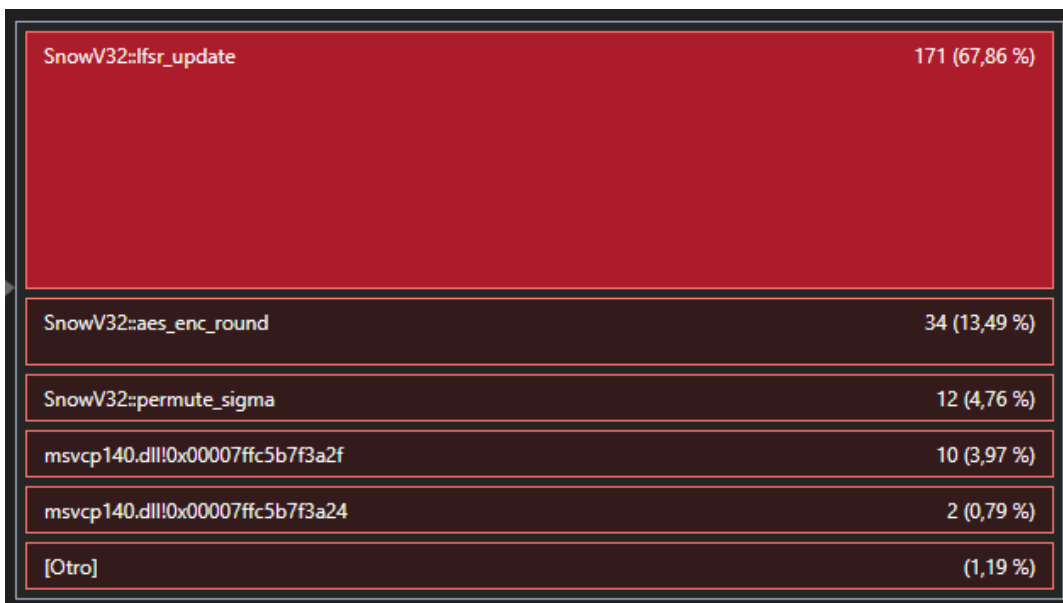 SnowV32::lfsr_update 171 (67,86 %)
SnowV32::aes_enc_round 34 (13,49 %)
SnowV32::permute_sigma 12 (4,76 %)
msvcp140.dll!0x00007ffc5b7f3a2f 10 (3,97 %)
msvcp140.dll!0x00007ffc5b7f3a24 2 (0,79 %)
[Otro] (1,19 %)